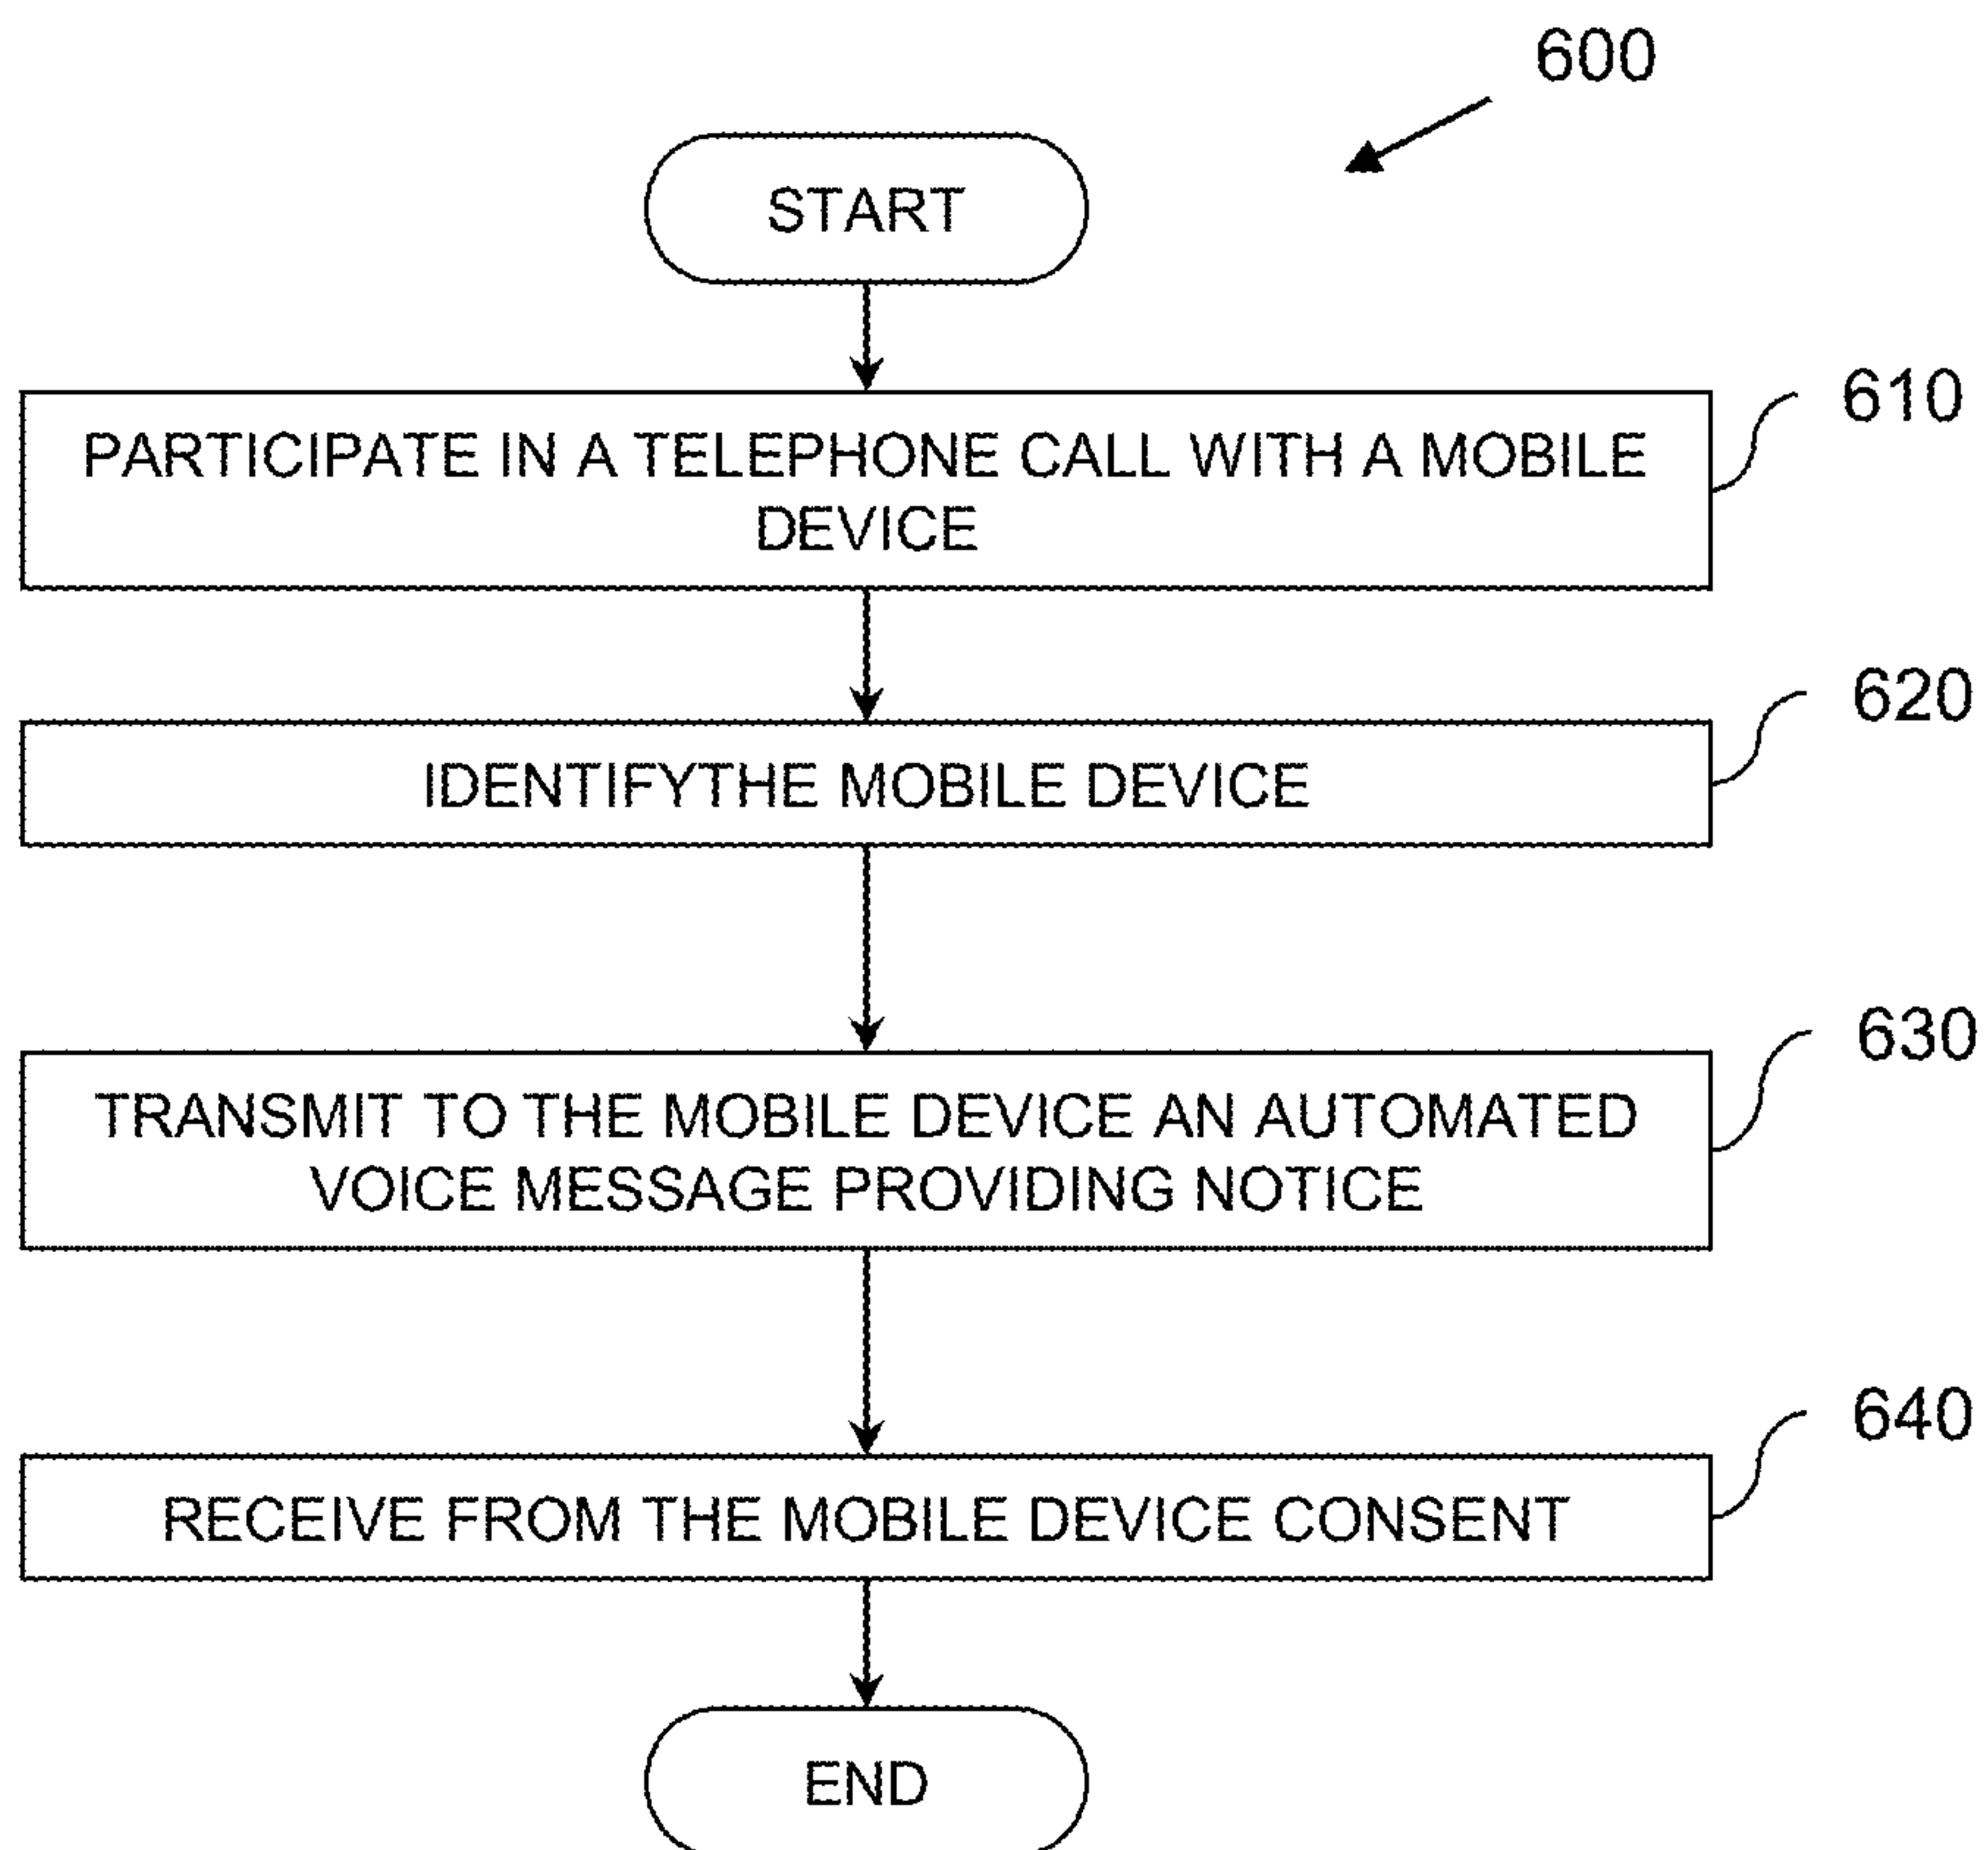 600
START
610
PARTICIPATE IN A TELEPHONE CALL WITH A MOBILE
DEVICE
620
IDENTIFYTHE MOBILE DEVICE
630
TRANSMIT TO THE MOBILE DEVICE AN AUTOMATED
VOICE MESSAGE PROVIDING NOTICE
640
RECEIVE FROM THE MOBILE DEVICE CONSENT
END